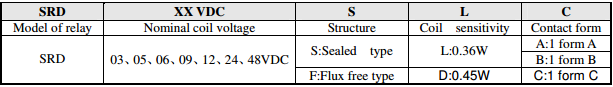 SRD XX VDC S L C
Model of relay Nominal coil voltage Structure Coil sensitivity Contact form
SRD 03、05、06、09、12、24、48VDC S:Sealed type L:0.36W A:1 form A
B:1 form B
F:Flux free type D:0.45W C:1 form C